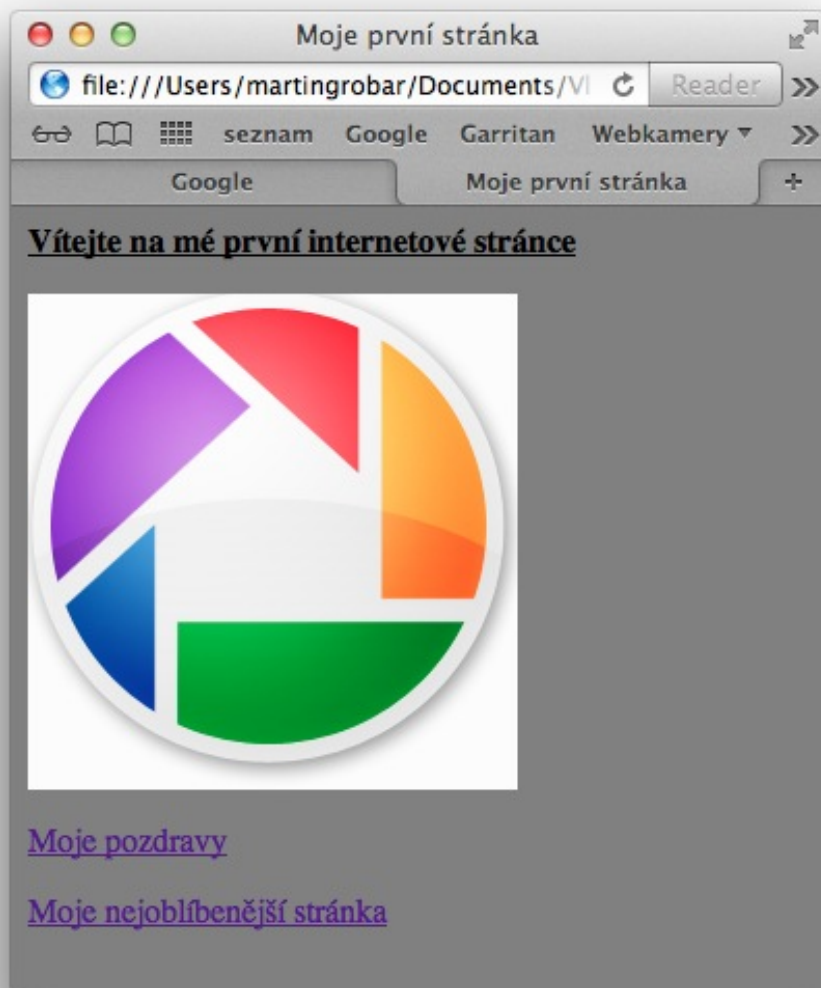 Moje první stránka
file:///Users/martingrobar/Documents/Vl
Reader
seznam Google Garritan Webkamery
Google Moje první stránka
Vítejte na mé první internetové stránce
Moje pozdravy
Moje nejoblíbenější stránka